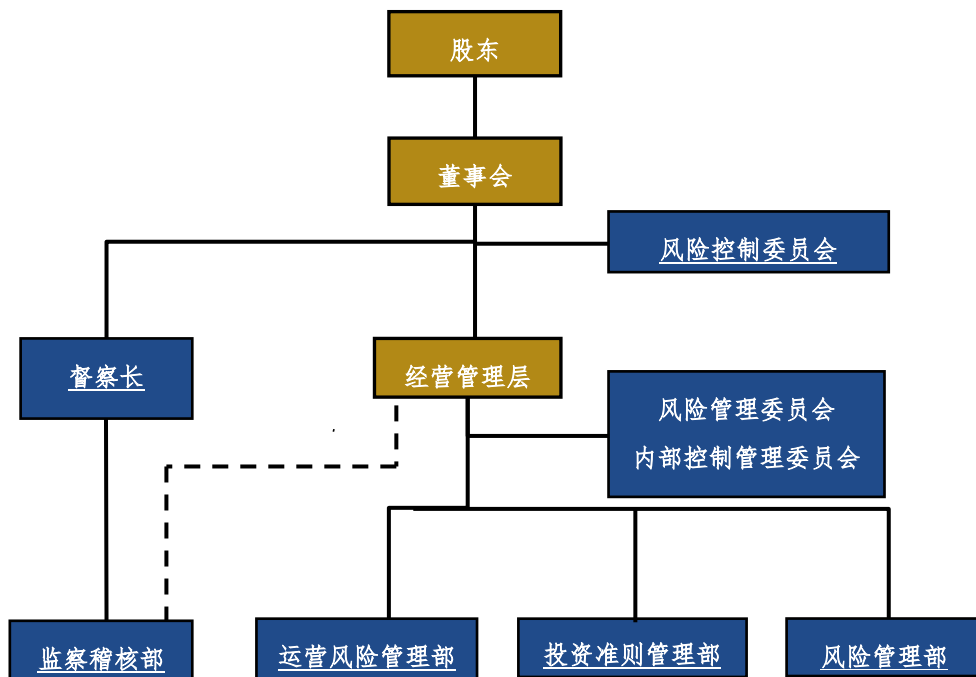 股东
董事会
风险控制委员会
督察长
经营管理层
风险管理委员会
内部控制管理委员会
监察稽核部
运营风险管理部
投资准则管理部
风险管理部